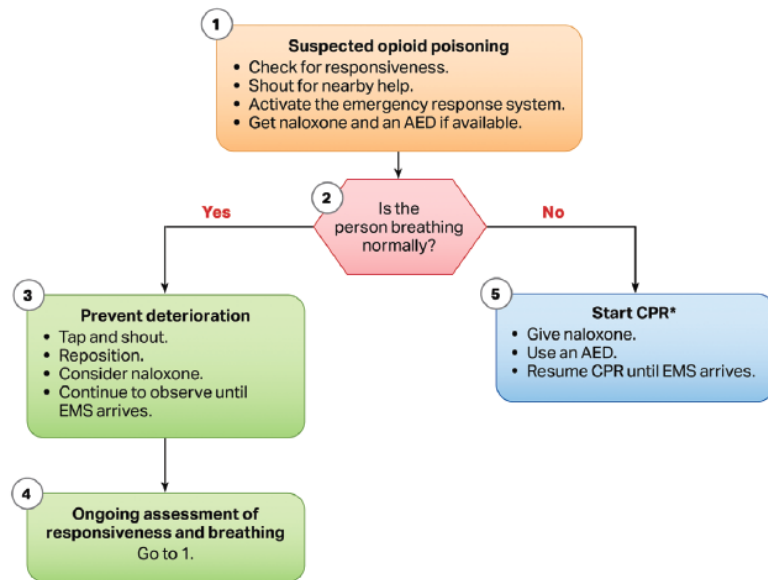 1
Suspected opioid poisoning
• Check for responsiveness.
• Shout for nearby help.
• Activate the emergency response system.
• Get naloxone and an AED if available.
2
Is the
person breathing
normally?
Yes
No
3
Prevent deterioration
• Tap and shout.
• Reposition.
• Consider naloxone.
• Continue to observe until
EMS arrives.
5
Start CPR*
• Give naloxone.
• Use an AED.
• Resume CPR until EMS arrives.
4
Ongoing assessment of
responsiveness and breathing
Go to 1.